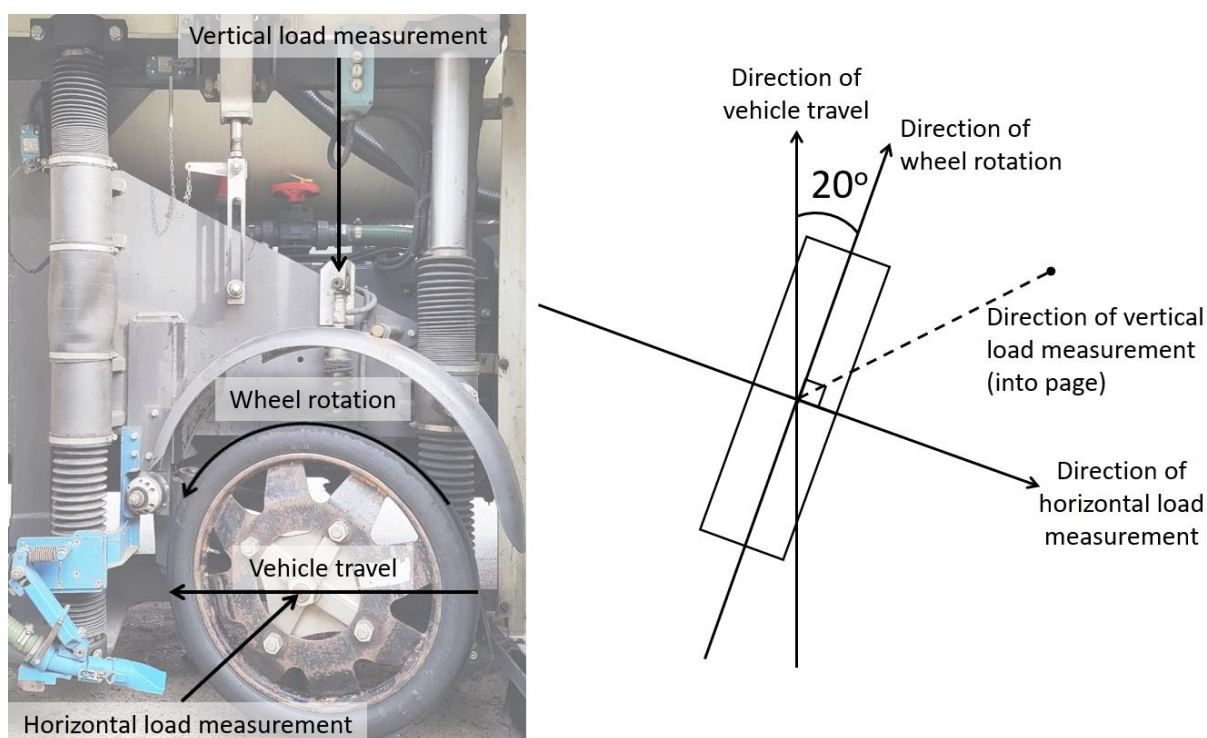 Vertical load measurement
Wheel rotation
Vehicle travel
Horizontal load measurement
Direction of
vehicle travel
Direction of
wheel rotation
20°
Direction of vertical
load measurement
(into page)
Direction of
horizontal load
measurement